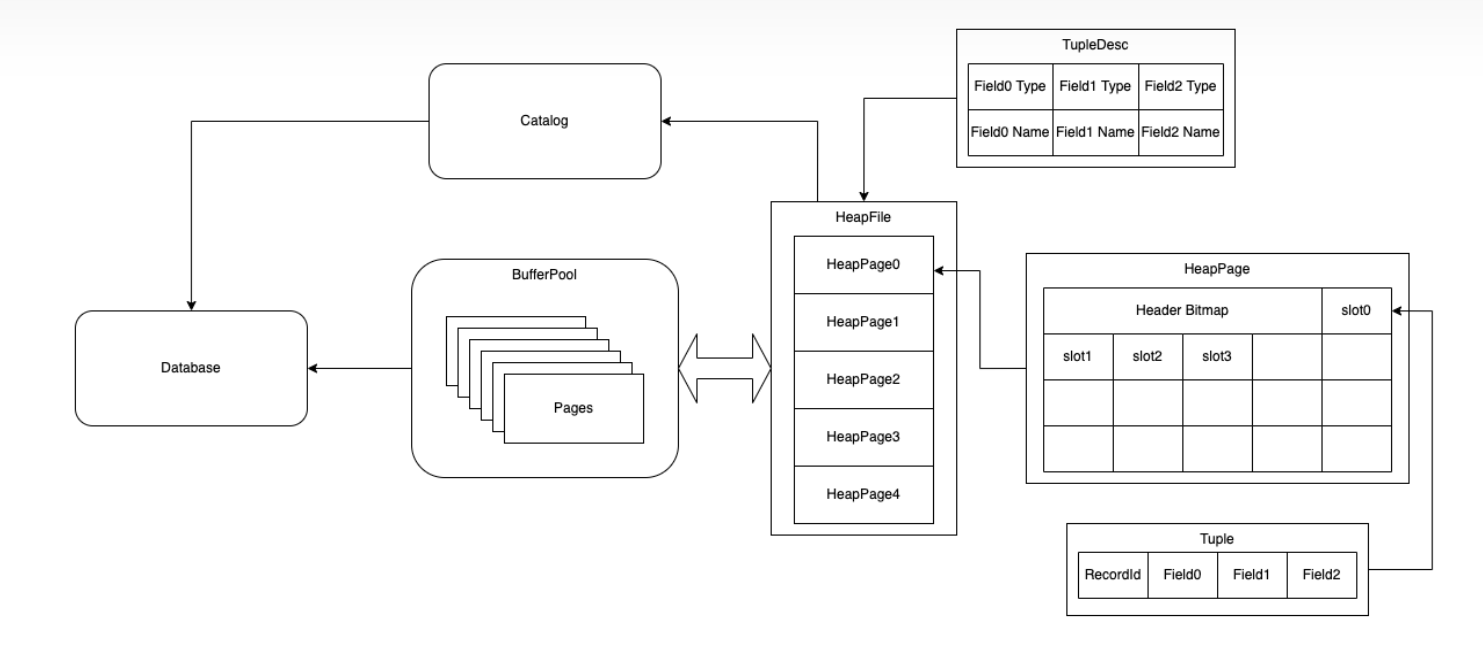 TupleDesc
Field0 Type Field1 Type Field2 Type
Field0 Name Field1 Name Field2 Name
Catalog
HeapFile
HeapPage0
HeapPage1
HeapPage2
HeapPage3
HeapPage4
BufferPool
Pages
Database
HeapPage
Header Bitmap slot0
slot1 slot2 slot3
Tuple
RecordId Field0 Field1 Field2